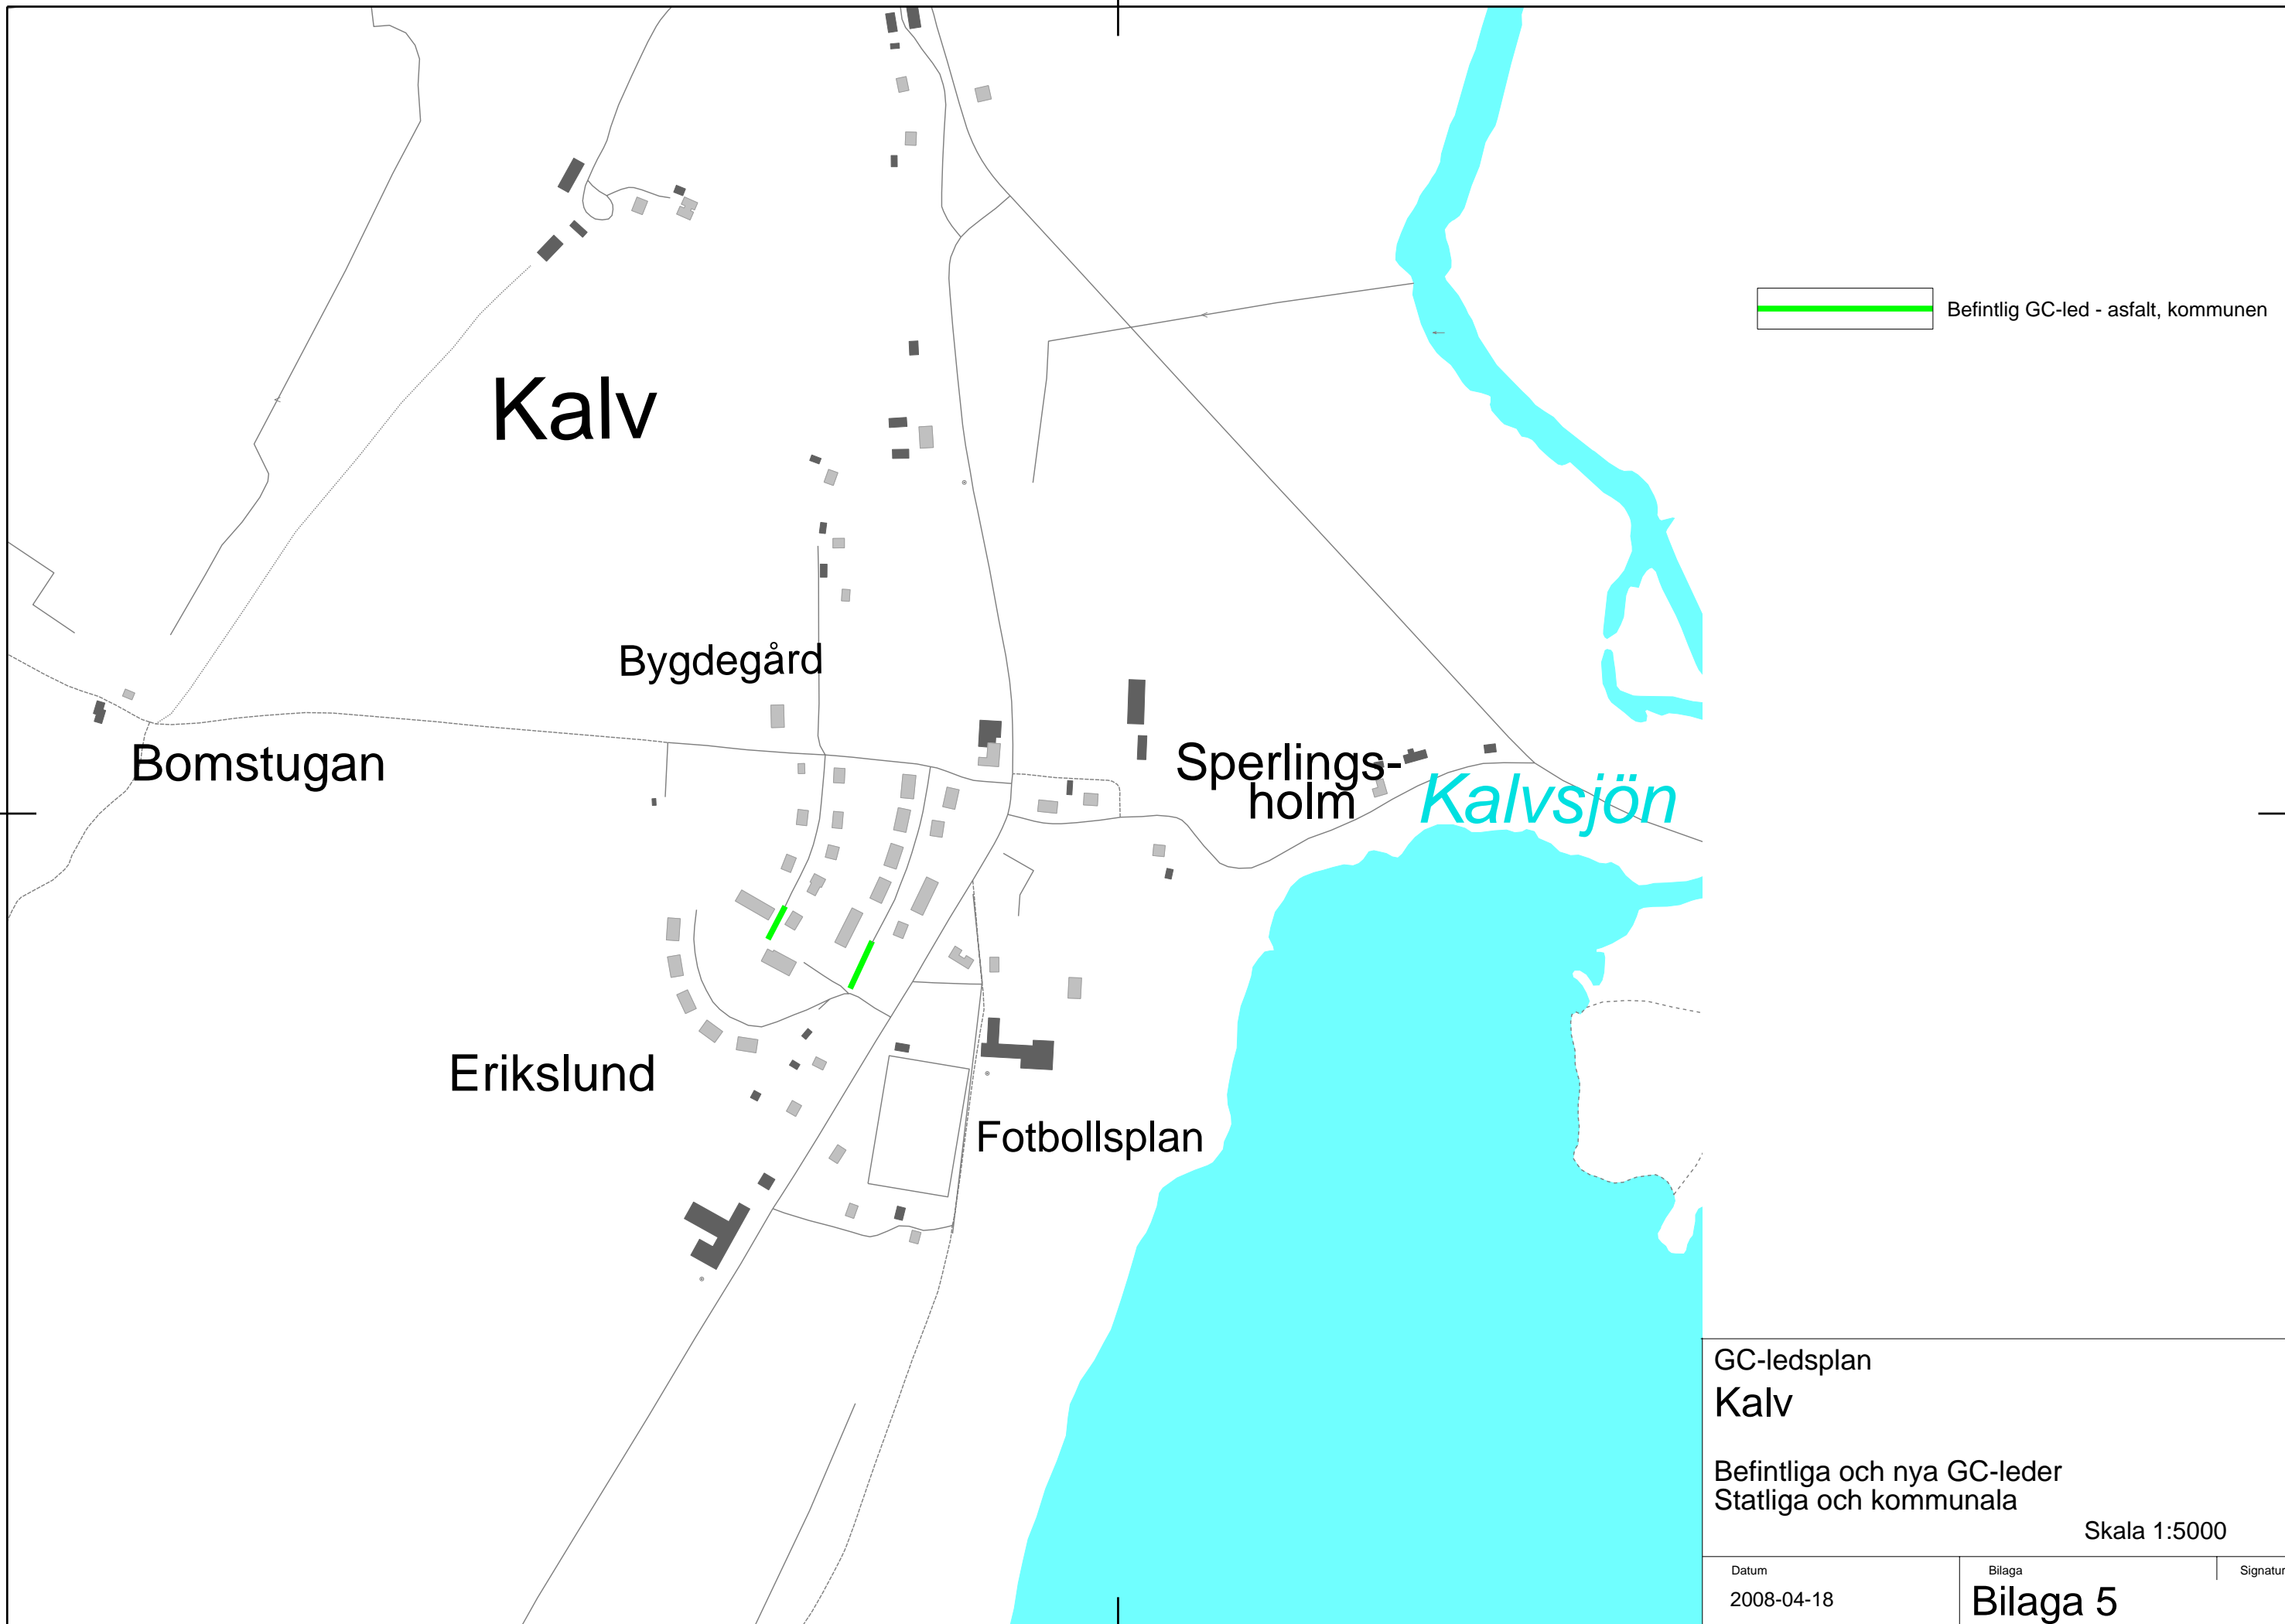 Befintlig GC-led - asfalt, kommunen
Kalv
Bygdegård
Bomstugan
Sperlings-
holm
Kalvsjön
Erikslund
Fotbollsplan
GC-ledsplan
Kalv
Befintliga och nya GC-leder
Statliga och kommunala
Skala 1:5000
Datum
2008-04-18
Bilaga
Bilaga 5
Signatur